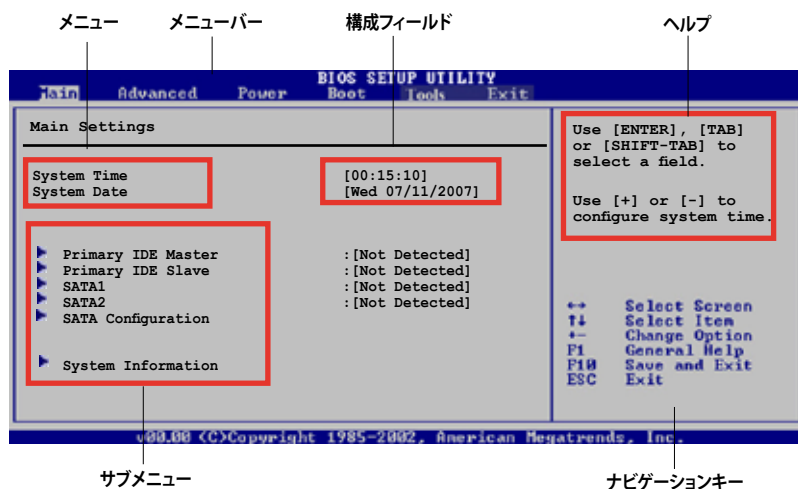 メニュー メニューバー 構成フィールド ヘルプ
BIOS SETUP UTILITY
Main Advanced Power Boot Tools Exit
Main Settings
System Time [00:15:10]
System Date [Wed 07/11/2007]
Primary IDE Master :[Not Detected]
Primary IDE Slave :[Not Detected]
SATA1 :[Not Detected]
SATA2 :[Not Detected]
SATA Configuration
System Information
Use [ENTER], [TAB]
or [SHIFT-TAB] to
select a field.
Use [+] or [-] to
configure system time.
←→ Select Screen
↑↓ Select Item
+- Change Option
F1 General Help
F10 Save and Exit
ESC Exit
v00.00 (C)Copyright 1985-2002, American Megatrends, Inc.
サブメニュー ナビゲーションキー